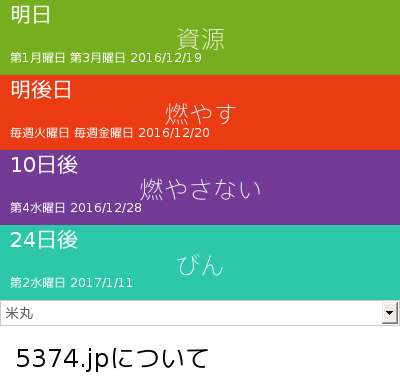 明日
資源
第1月曜日 第3月曜日 2016/12/19
明後日
燃やす
毎週火曜日 毎週金曜日 2016/12/20
10日後
燃やさない
第4水曜日 2016/12/28
24日後
びん
第2水曜日 2017/1/11
米丸
5374.jpについて